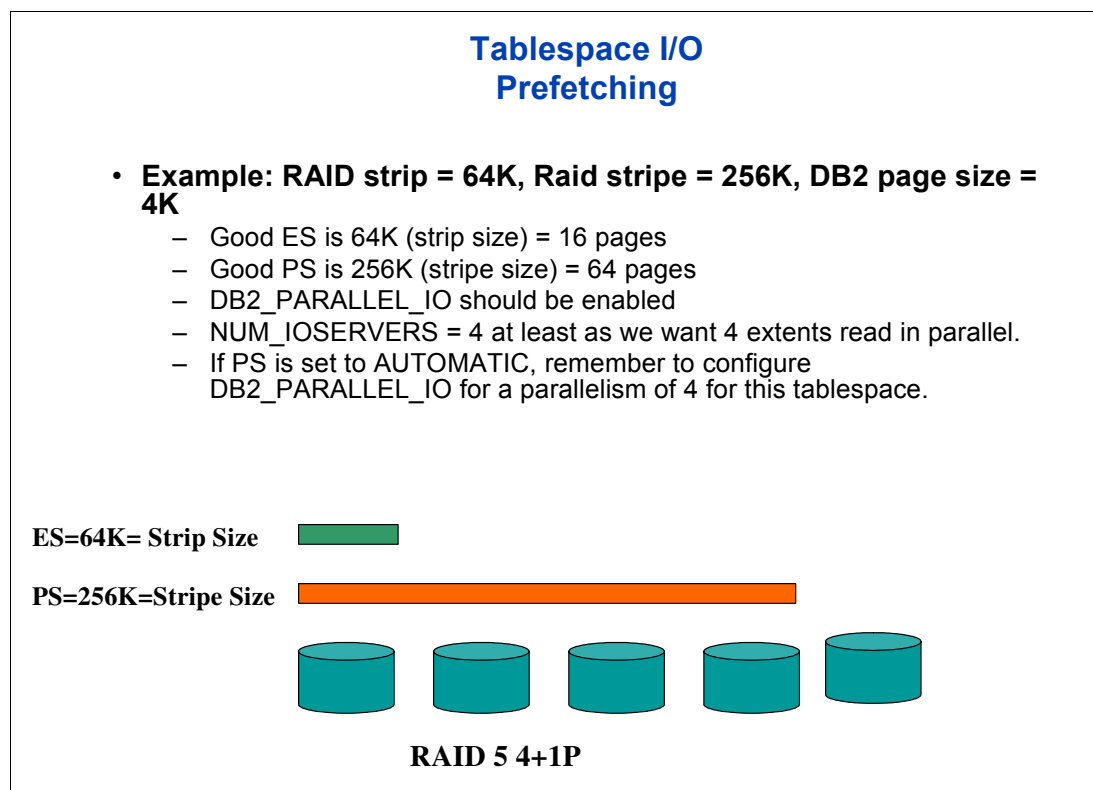 Tablespace I/O
Prefetching
• Example: RAID strip = 64K, Raid stripe = 256K, DB2 page size =
4K
– Good ES is 64K (strip size) = 16 pages
– Good PS is 256K (stripe size) = 64 pages
– DB2_PARALLEL_IO should be enabled
– NUM_IOSERVERS = 4 at least as we want 4 extents read in parallel.
– If PS is set to AUTOMATIC, remember to configure
DB2_PARALLEL_IO for a parallelism of 4 for this tablespace.
ES=64K= Strip Size
PS=256K=Stripe Size
RAID 5 4+1P